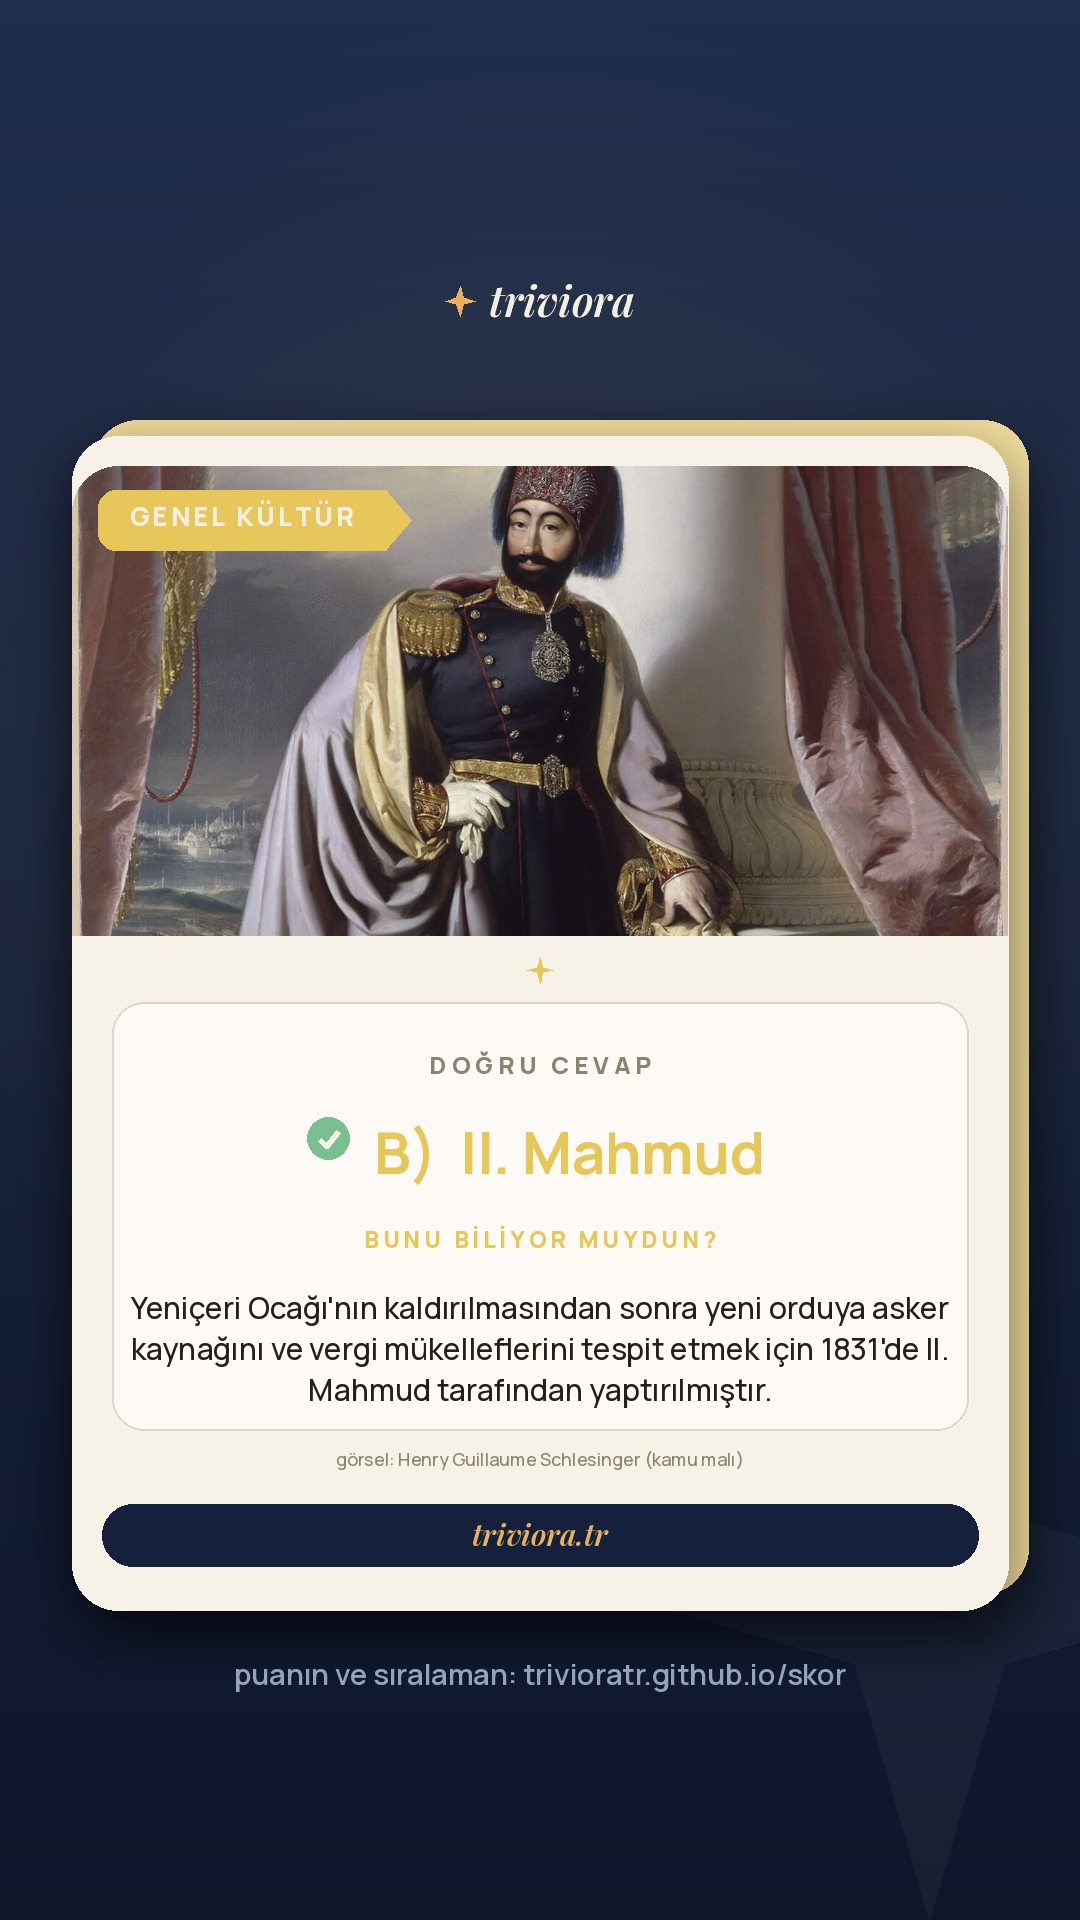 triviora
GENEL KÜLTÜR
DOĞRU CEVAP
B) II. Mahmud
BUNU BİLİYOR MUYDUN?
Yeniçeri Ocağı'nın kaldırılmasından sonra yeni orduya asker
kaynağını ve vergi mükelleflerini tespit etmek için 1831'de II.
Mahmud tarafından yaptırılmıştır.
görsel: Henry Guillaume Schlesinger (kamu malı)
triviora.tr
puanın ve sıralaman: trivioratr.github.io/skor